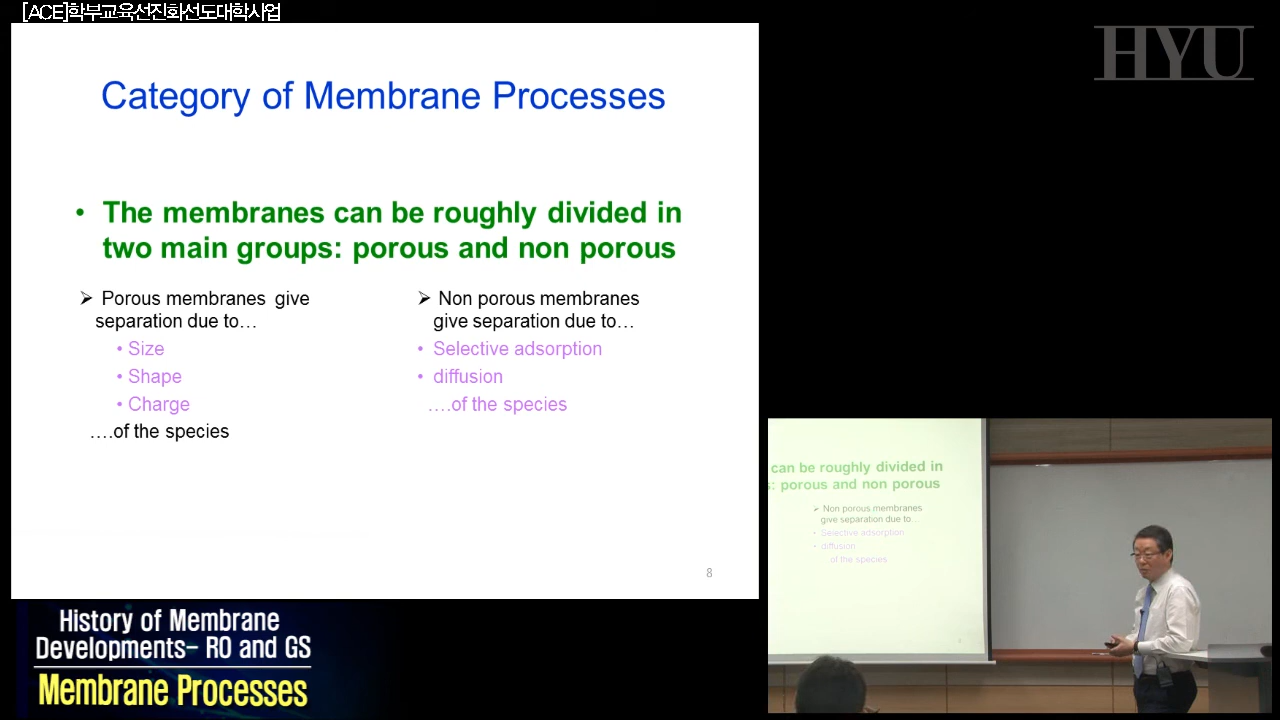 [ACE]학부교육선진화선도대학사업
HYU
Category of Membrane Processes
• The membranes can be roughly divided in
two main groups: porous and non porous
➢ Porous membranes give
separation due to…
• Size
• Shape
• Charge
….of the species
➢ Non porous membranes
give separation due to…
• Selective adsorption
• diffusion
….of the species
8
can be roughly divided in
s: porous and non porous
➢ Non porous membranes
give separation due to…
• Selective adsorption
• diffusion
of the species
History of Membrane
Developments- RO and GS
Membrane Processes